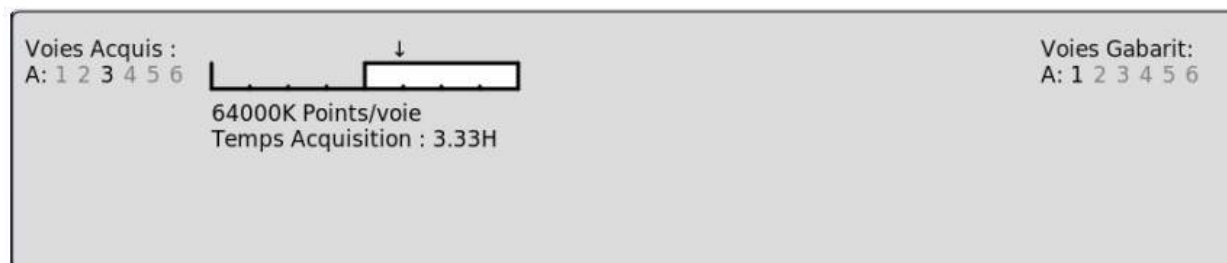 Voies Acquis :
A: 1 2 3 4 5 6
↓
64000K Points/voie
Temps Acquisition : 3.33H
Voies Gabarit:
A: 1 2 3 4 5 6